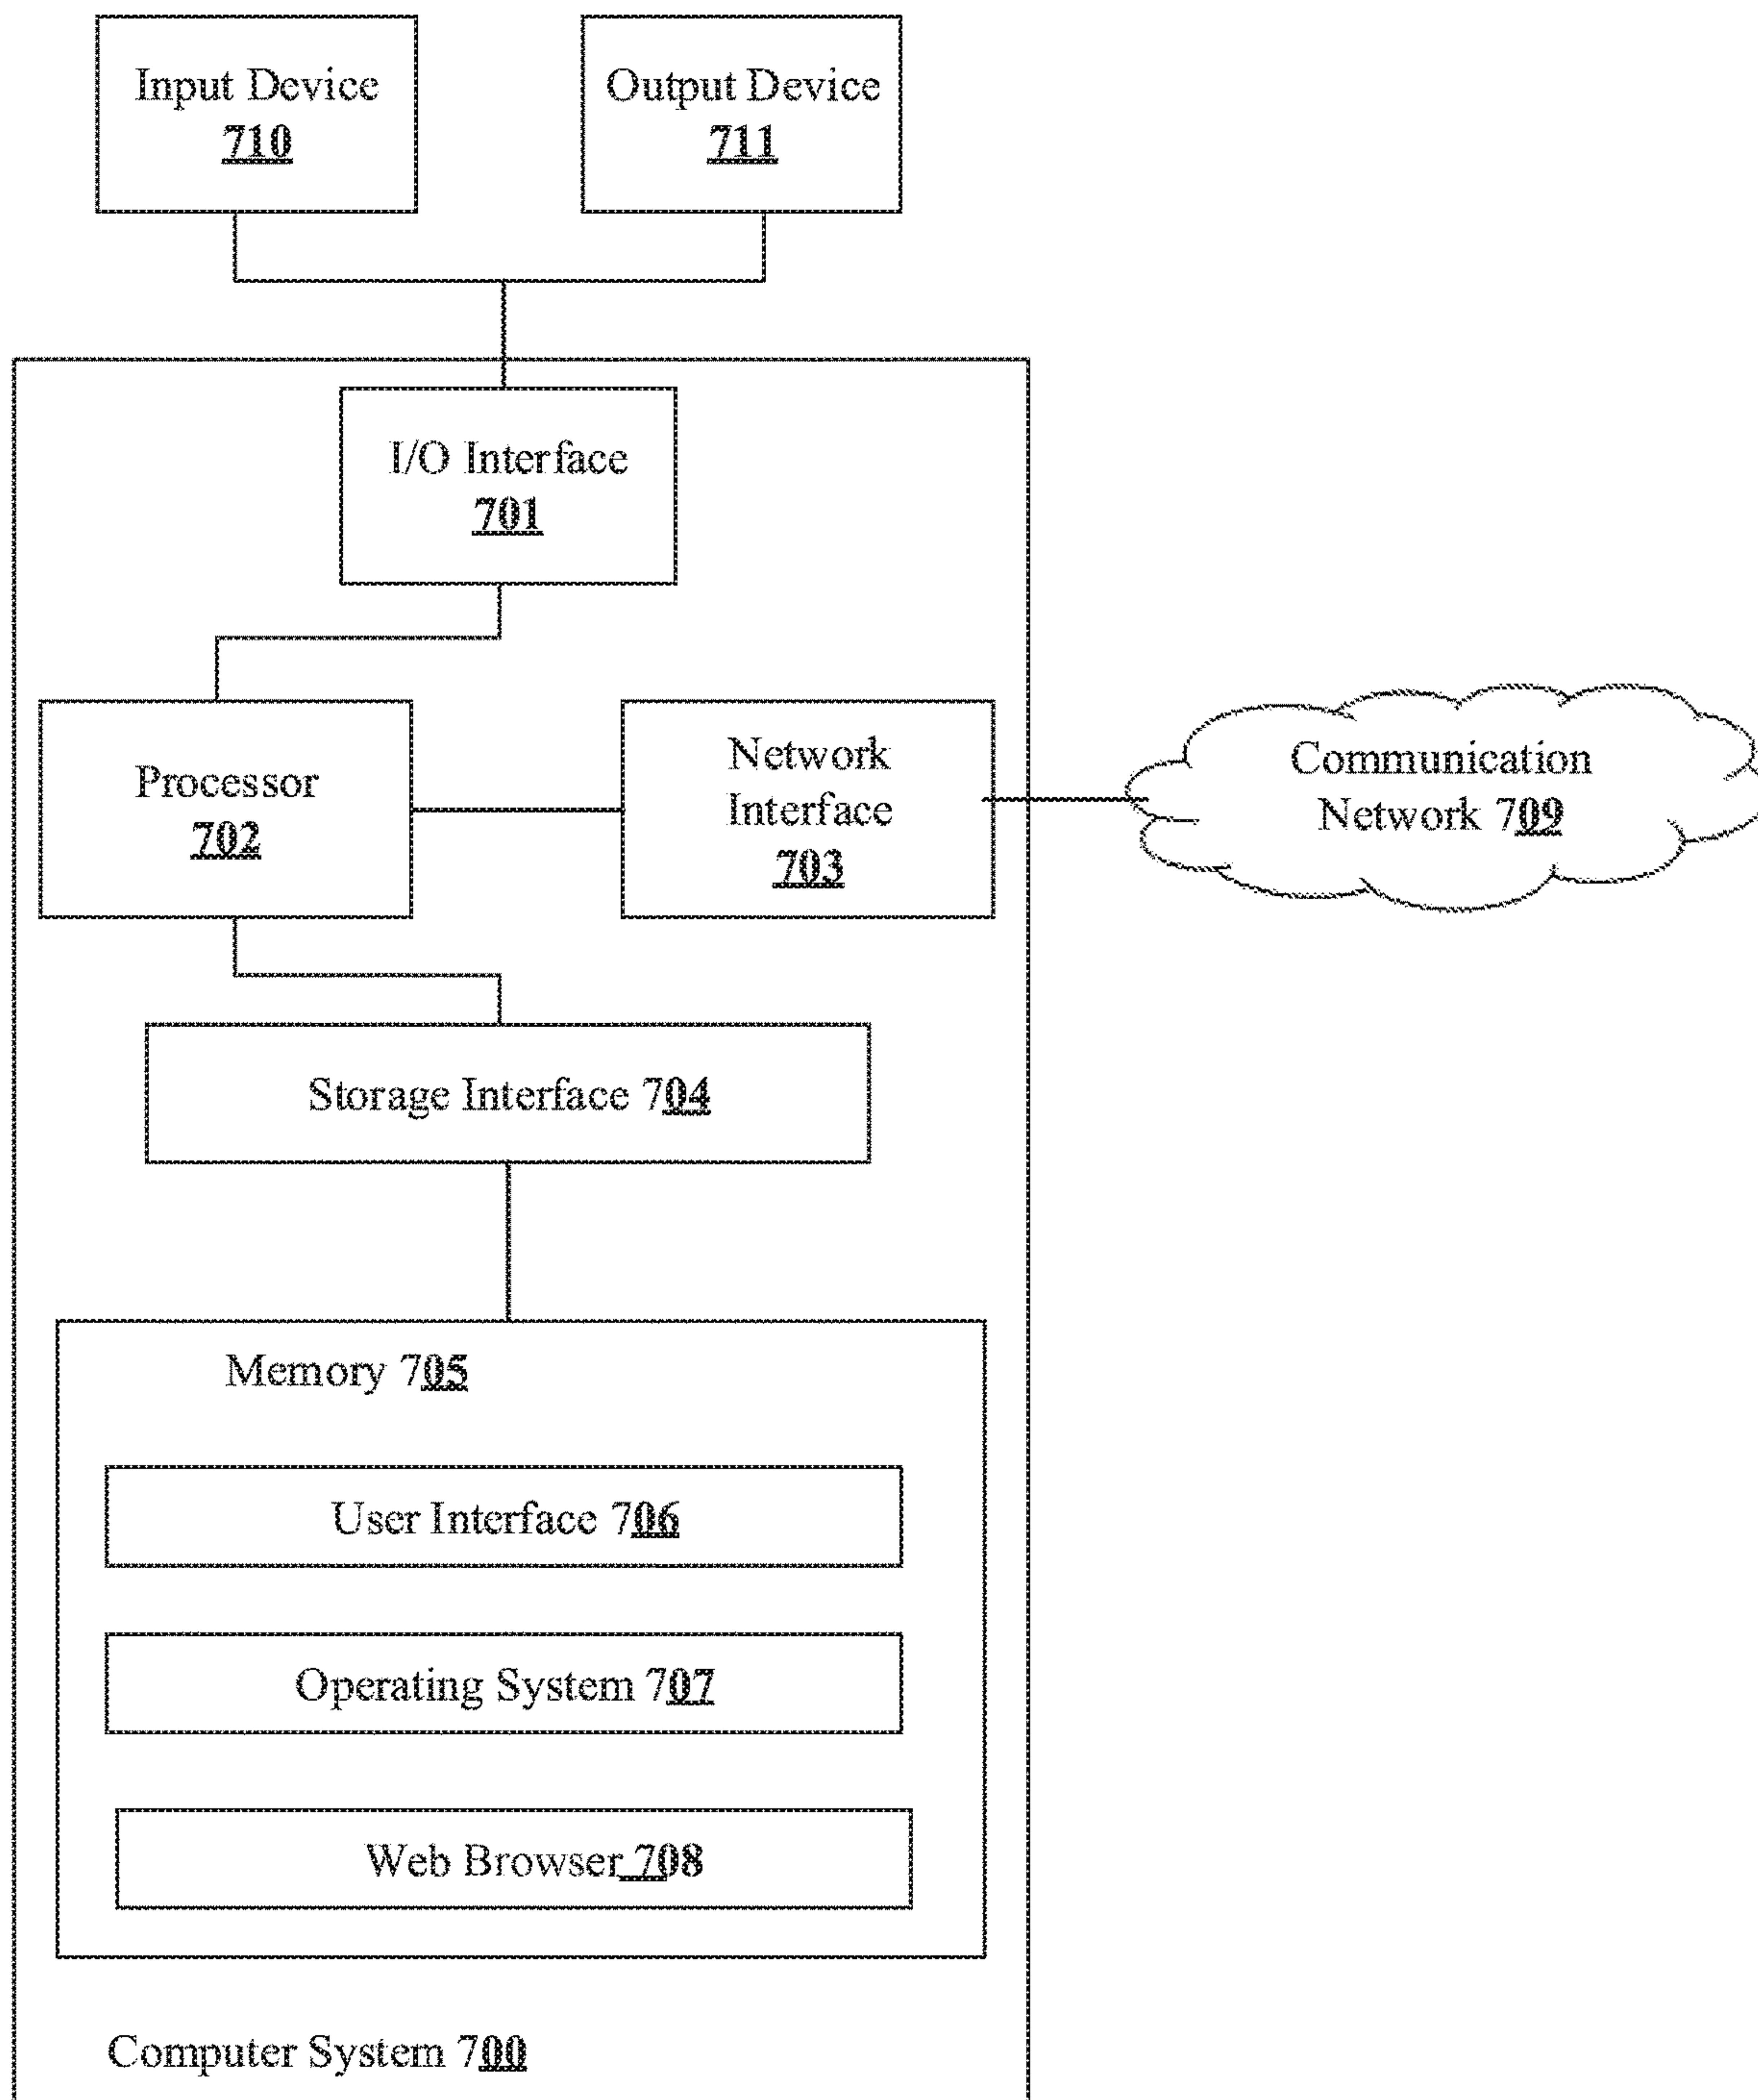 Input Device
710
Output Device
711
I/O Interface
701
Processor
702
Network
Interface
703
Communication
Network 709
Storage Interface 704
Memory 705
User Interface 706
Operating System 707
Web Browser 708
Computer System 700